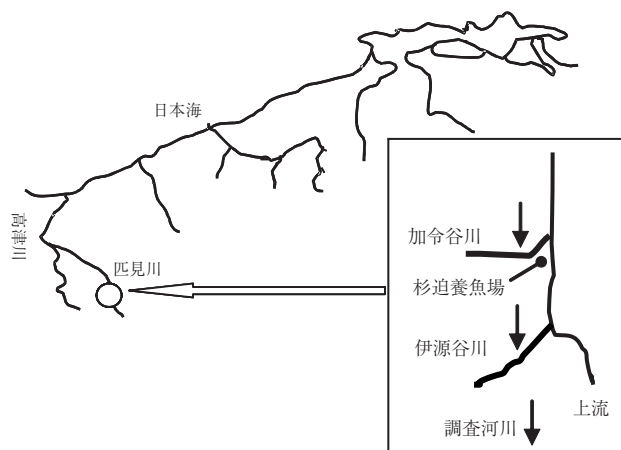 日本海
高津川
匹見川
加令谷川
杉迫養魚場
伊源谷川
上流
調査河川